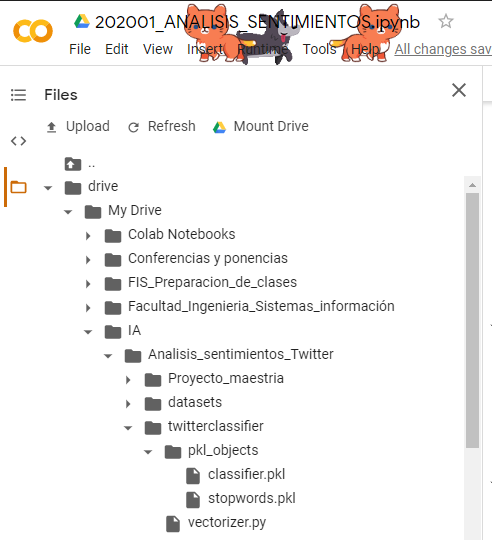 202001_ANALISIS_SENTIMIENTOS.ipynb
File Edit View Insert Runtime Tools Help All changes sav
Files
Upload Refresh Mount Drive
..
drive
My Drive
Colab Notebooks
Conferencias y ponencias
FIS_Preparacion_de_clases
Facultad_Ingenieria_Sistemas_información
IA
Analisis_sentimientos_Twitter
Proyecto_maestria
datasets
twitterclassifier
pkl_objects
classifier.pkl
stopwords.pkl
vectorizer.py